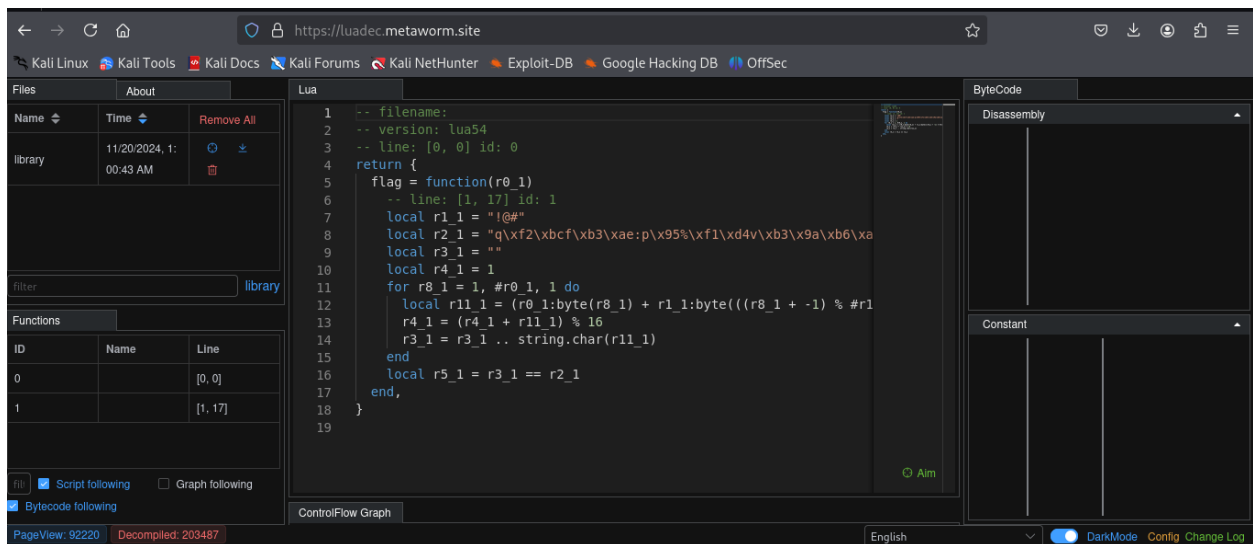 https://luadec.metaworm.site
Kali Linux Kali Tools Kali Docs Kali Forums Kali NetHunter Exploit-DB Google Hacking DB OffSec
Files About
Name Time Remove All
library 11/20/2024, 1:00:43 AM
filter library
Functions
ID Name Line
0 [0, 0]
1 [1, 17]
Script following Graph following
Bytecode following
Lua
1 -- filename:
2 -- version: lua54
3 -- line: [0, 0] id: 0
4 return {
5 flag = function(r0_1)
6 -- line: [1, 17] id: 1
7 local r1_1 = "!@#"
8 local r2_1 = "q\xf2\xbcf\xb3\xae:p\x95%\xf1\xd4v\xb3\x9a\xb6\xa
9 local r3_1 = ""
10 local r4_1 = 1
11 for r8_1 = 1, #r0_1, 1 do
12 local r11_1 = (r0_1:byte(r8_1) + r1_1:byte(((r8_1 + -1) % #r1
13 r4_1 = (r4_1 + r11_1) % 16
14 r3_1 = r3_1 .. string.char(r11_1)
15 end
16 local r5_1 = r3_1 == r2_1
17 end,
18 }
19
Aim
ControlFlow Graph
ByteCode
Disassembly
Constant
PageView: 92220 Decompiled: 203487 English DarkMode Config Change Log